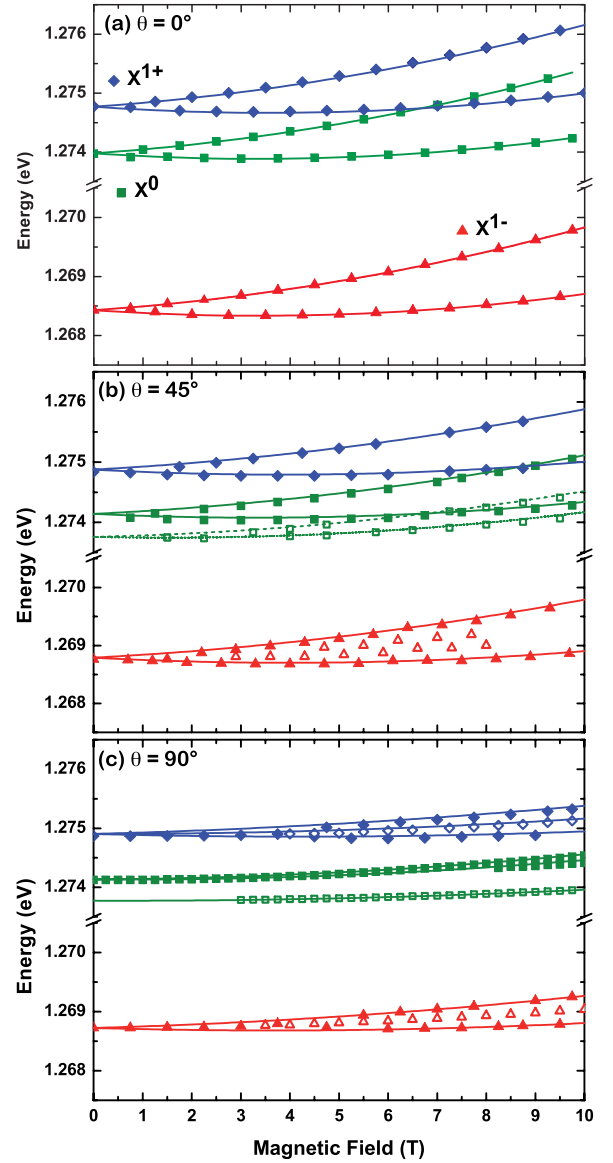 (a) θ = 0°
1.276
X1+
1.275
1.274
X0
Energy (eV)
1.270
X1-
1.269
1.268
(b) θ = 45°
1.276
1.275
1.274
Energy (eV)
1.270
1.269
1.268
(c) θ = 90°
1.276
1.275
1.274
Energy (eV)
1.270
1.269
1.268
0 1 2 3 4 5 6 7 8 9 10
Magnetic Field (T)